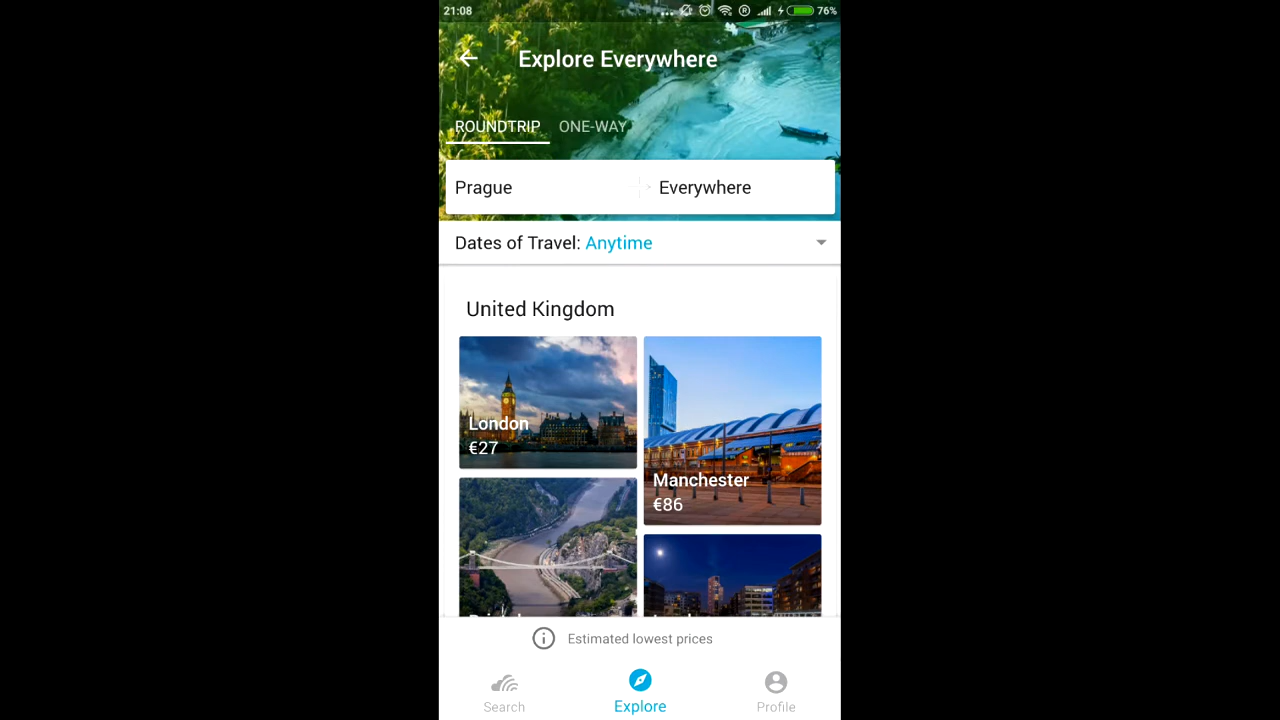 21:08
76%
Explore Everywhere
ROUNDTRIP ONE-WAY
Prague Everywhere
Dates of Travel: Anytime
United Kingdom
London
€27
Manchester
€86
Estimated lowest prices
Search Explore Profile